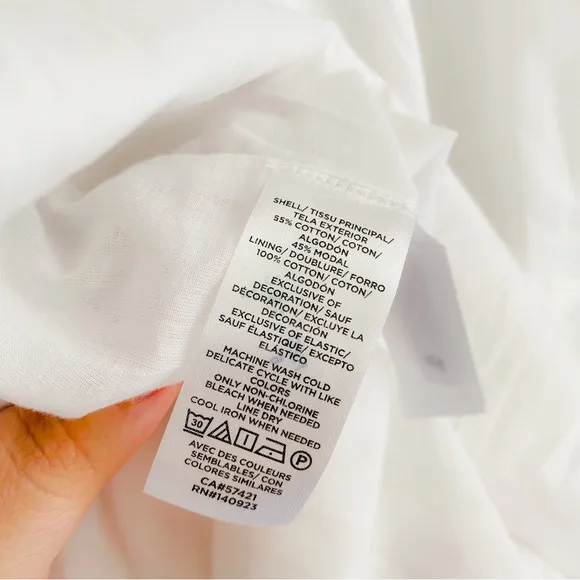 SHELL/ TISSU PRINCIPAL/
TELA EXTERIOR
55% COTTON/ COTON/
ALGODÓN
45% MODAL
LINING/ DOUBLURE/ FORRO
100% COTTON/ COTON/
ALGODÓN
EXCLUSIVE OF
DECORATION/ SAUF
DÉCORATION/ EXCLUYE LA
DECORACIÓN
EXCLUSIVE OF ELASTIC/
SAUF ÉLASTIQUE/ EXCEPTO
ELÁSTICO
MACHINE WASH COLD
DELICATE CYCLE WITH LIKE
COLORS
ONLY NON-CHLORINE
BLEACH WHEN NEEDED
LINE DRY
COOL IRON WHEN NEEDED
30 P
AVEC DES COULEURS
SEMBLABLES/ CON
COLORES SIMILARES
CA#57421
RN#140923